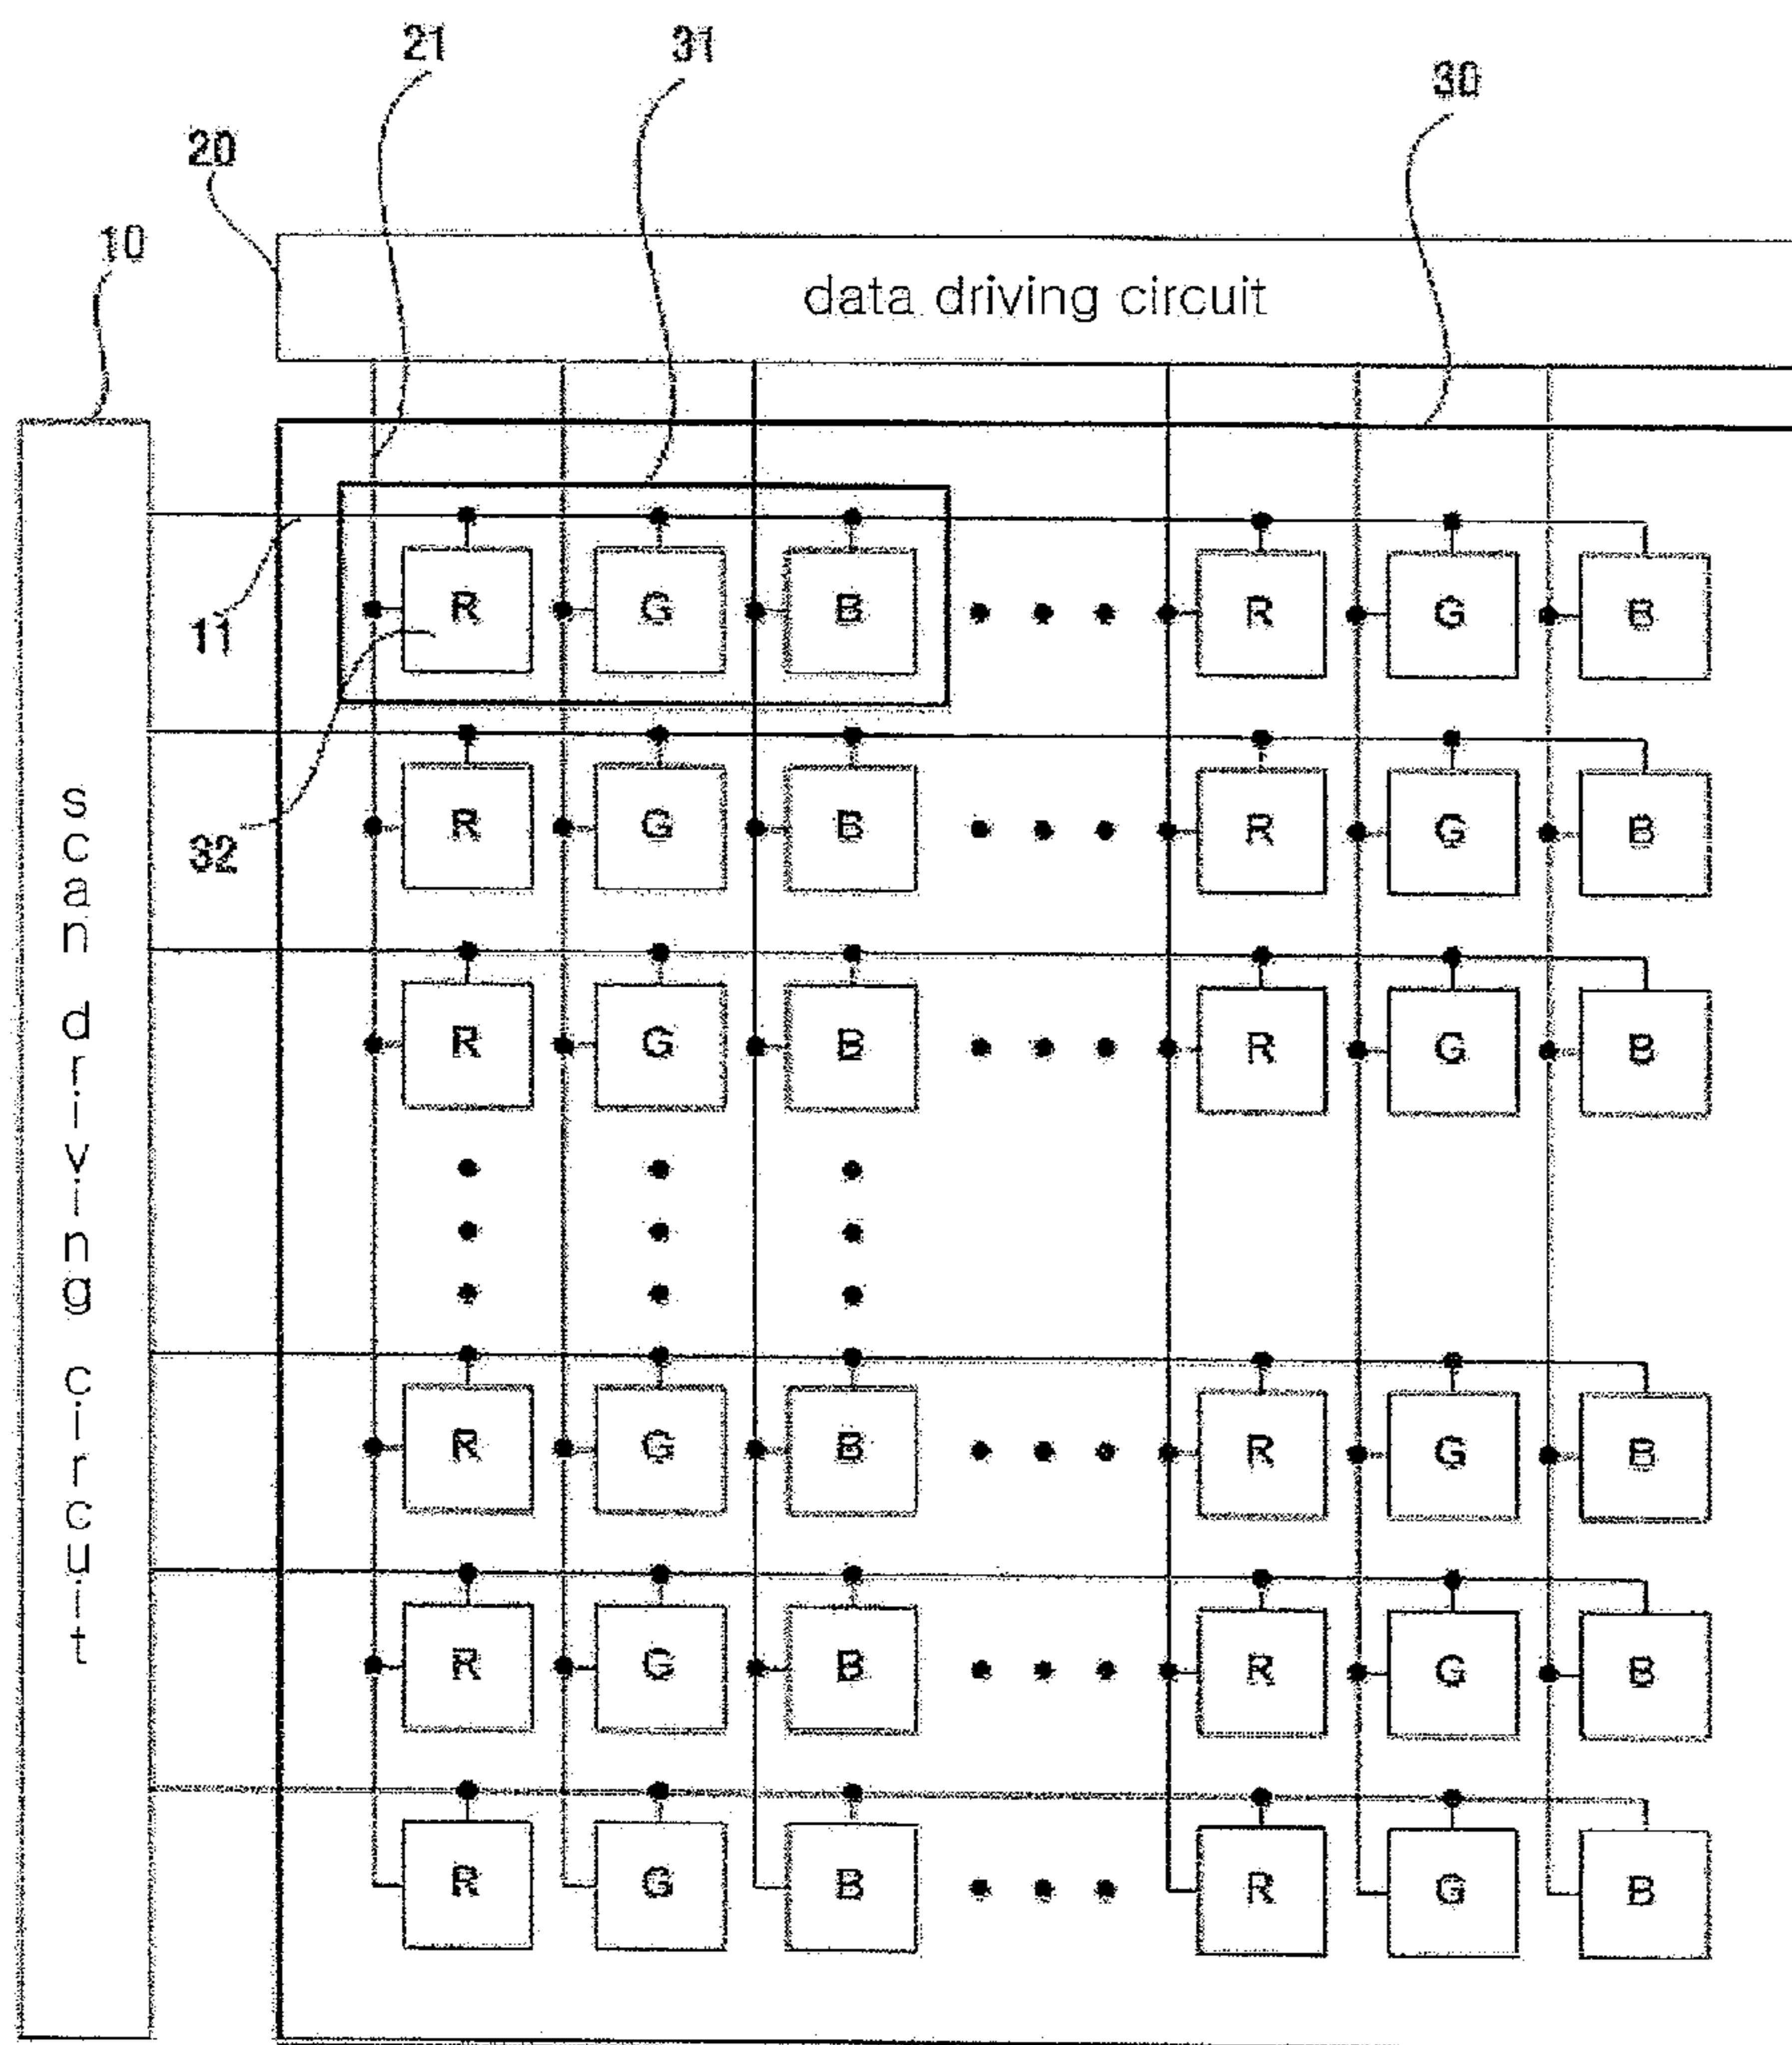 21 31 30
20
10
data driving circuit
R G B R G B
11
R G B R G B
32
scan driving circuit
R G B R G B
R G B R G B
R G B R G B
R G B R G B